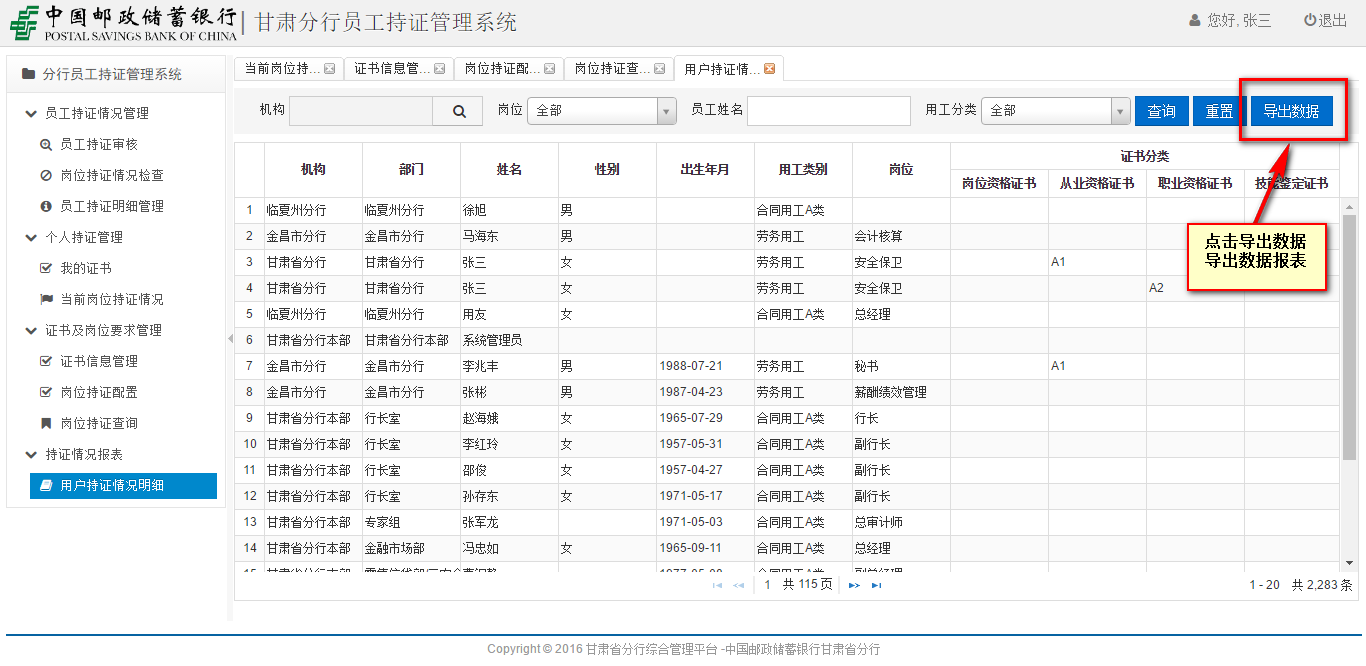 中国邮政储蓄银行
POSTAL SAVINGS BANK OF CHINA
甘肃分行员工持证管理系统
您好, 张三
退出
分行员工持证管理系统
员工持证情况管理
员工持证审核
岗位持证情况检查
员工持证明细管理
个人持证管理
我的证书
当前岗位持证情况
证书及岗位要求管理
证书信息管理
岗位持证配置
岗位持证查询
持证情况报表
用户持证情况明细
当前岗位持...
证书信息管...
岗位持证配...
岗位持证查...
用户持证情...
机构
岗位 全部
员工姓名
用工分类 全部
查询 重置 导出数据
机构 部门 姓名 性别 出生年月 用工类别 岗位 证书分类
岗位资格证书 从业资格证书 职业资格证书 技能鉴定证书
1 临夏州分行 临夏州分行 徐旭 男 合同用工A类
2 金昌市分行 金昌市分行 马海东 男 劳务用工 会计核算
3 甘肃省分行 甘肃省分行 张三 女 劳务用工 安全保卫 A1
4 甘肃省分行 甘肃省分行 张三 女 劳务用工 安全保卫 A2
5 临夏州分行 临夏州分行 用友 女 合同用工A类 总经理
6 甘肃省分行本部 甘肃省分行本部 系统管理员
7 金昌市分行 金昌市分行 李兆丰 男 1988-07-21 劳务用工 秘书 A1
8 金昌市分行 金昌市分行 张彬 男 1987-04-23 劳务用工 薪酬绩效管理
9 甘肃省分行本部 行长室 赵海娥 女 1965-07-29 合同用工A类 行长
10 甘肃省分行本部 行长室 李红玲 女 1957-05-31 合同用工A类 副行长
11 甘肃省分行本部 行长室 邵俊 女 1957-04-27 合同用工A类 副行长
12 甘肃省分行本部 行长室 孙存东 女 1971-05-17 合同用工A类 副行长
13 甘肃省分行本部 专家组 张军龙 1971-05-03 合同用工A类 总审计师
14 甘肃省分行本部 金融市场部 冯忠如 女 1965-09-11 合同用工A类 总经理
点击导出数据
导出数据报表
1 共 115 页
1 - 20 共 2,283 条
Copyright © 2016 甘肃省分行综合管理平台 -中国邮政储蓄银行甘肃省分行